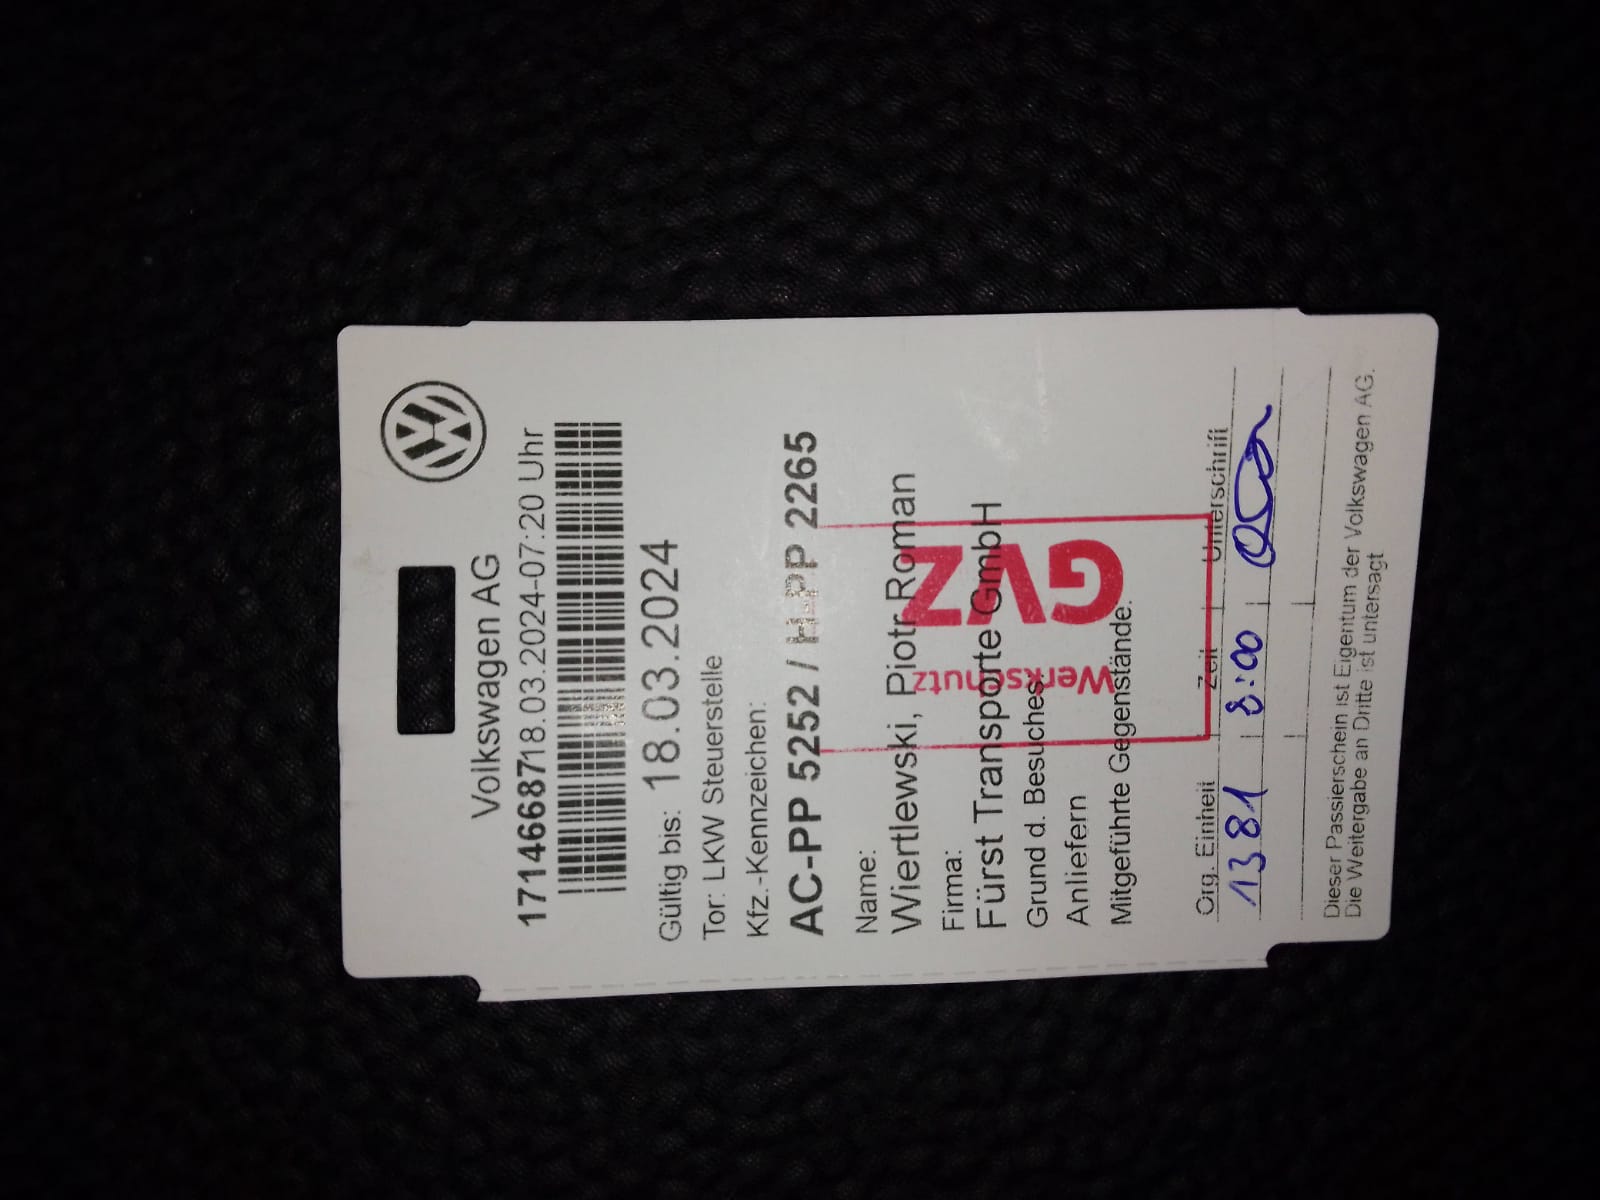 Volkswagen AG
1714668718.03.2024-07:20 Uhr
Gültig bis: 18.03.2024
Tor: LKW Steuerstelle
Kfz.-Kennzeichen:
AC-PP 5252 / H-PP 2265
Name:
Wiertlewski, Piotr Roman
Firma:
Fürst Transporte GmbH
Grund d. Besuches:
Anliefern
Mitgeführte Gegenstände:
Werkschutz
GVZ
Org. Einheit Zeit Unterschrift
1381 8:00
Dieser Passierschein ist Eigentum der Volkswagen AG.
Die Weitergabe an Dritte ist untersagt